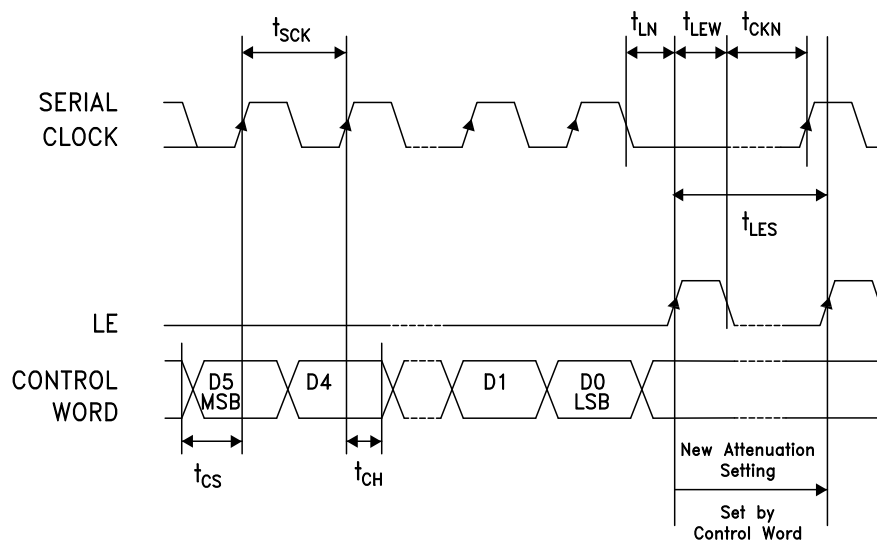 tLN tLEW tCKN
tSCK
SERIAL
CLOCK
tLES
LE
CONTROL
WORD
D5
MSB
D4
D1
D0
LSB
tCS
tCH
New Attenuation
Setting
Set by
Control Word